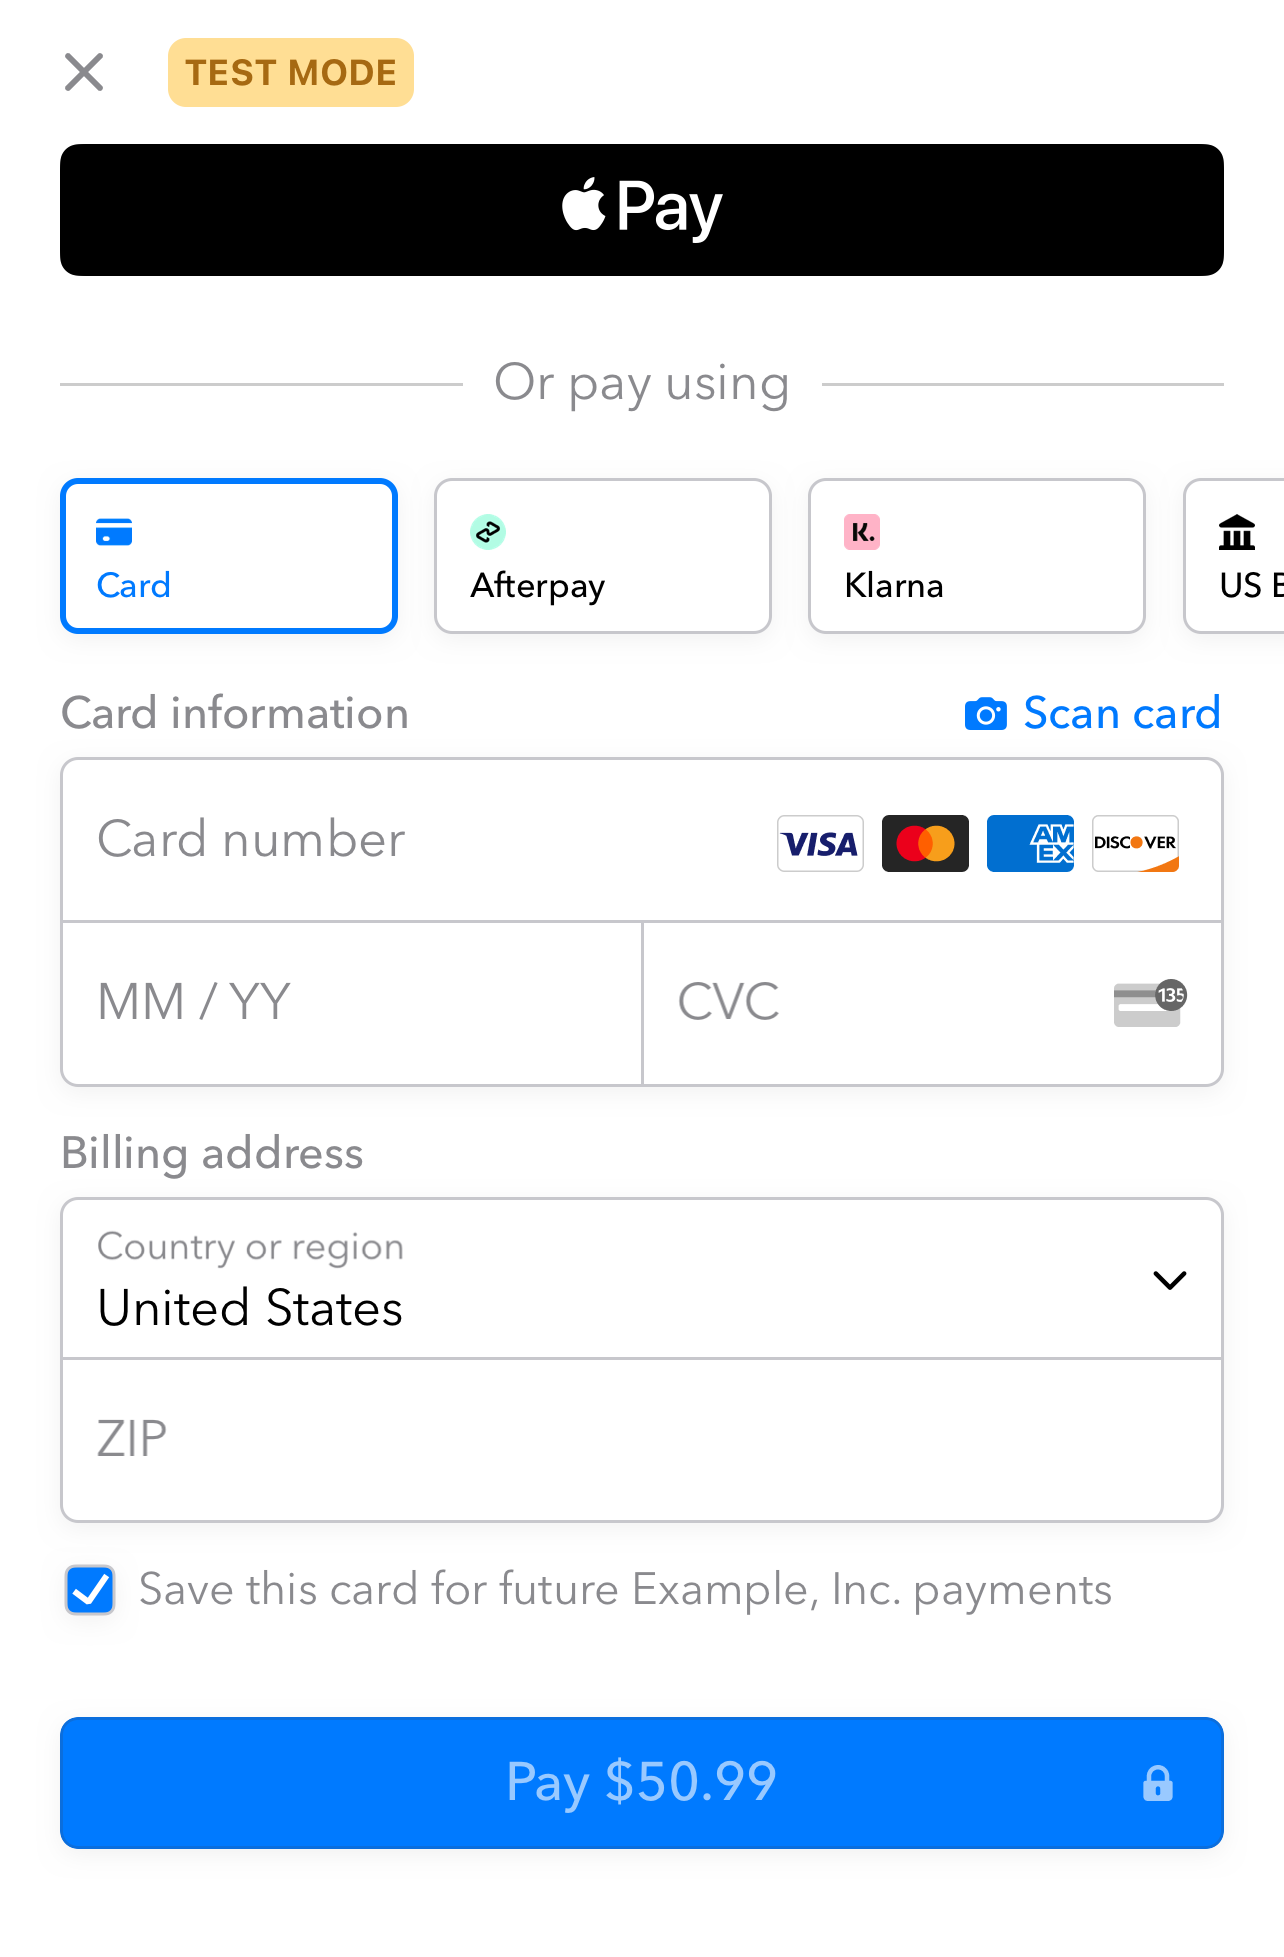 TEST MODE
Pay
Or pay using
Card
Afterpay
K.
Klarna
US
Card information
Scan card
Card number
VISA
AM
EX
DISCOVER
MM / YY
CVC
135
Billing address
Country or region
United States
ZIP
Save this card for future Example, Inc. payments
Pay $50.99